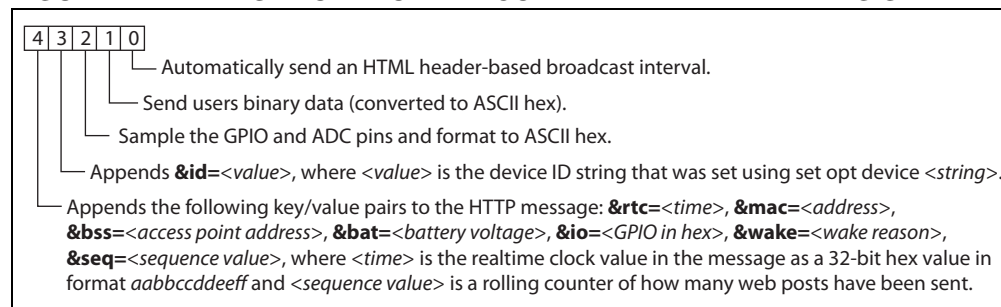 4 3 2 1 0
Automatically send an HTML header-based broadcast interval.
Send users binary data (converted to ASCII hex).
Sample the GPIO and ADC pins and format to ASCII hex.
Appends &id=<value>, where <value> is the device ID string that was set using set opt device <string>.
Appends the following key/value pairs to the HTTP message: &rtc=<time>, &mac=<address>,
&bss=<access point address>, &bat=<battery voltage>, &io=<GPIO in hex>, &wake=<wake reason>,
&seq=<sequence value>, where <time> is the realtime clock value in the message as a 32-bit hex value in
format aabbccddeeff and <sequence value> is a rolling counter of how many web posts have been sent.